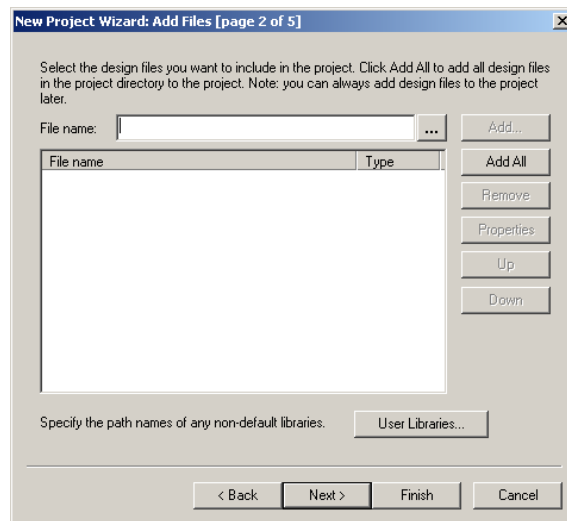 New Project Wizard: Add Files [page 2 of 5]
Select the design files you want to include in the project. Click Add All to add all design files
in the project directory to the project. Note: you can always add design files to the project
later.
File name:
...
Add...
File name Type
Add All
Remove
Properties
Up
Down
Specify the path names of any non-default libraries.
User Libraries...
< Back Next > Finish Cancel